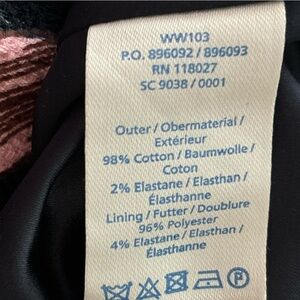 WW103
P.O. 896092 / 896093
RN 118027
SC 9038 / 0001
Outer / Obermaterial /
Extérieur
98% Cotton / Baumwolle /
Coton
2% Elastane / Elasthan /
Élasthanne
Lining / Futter / Doublure
96% Polyester
4% Elastane / Elasthan /
Élasthanne